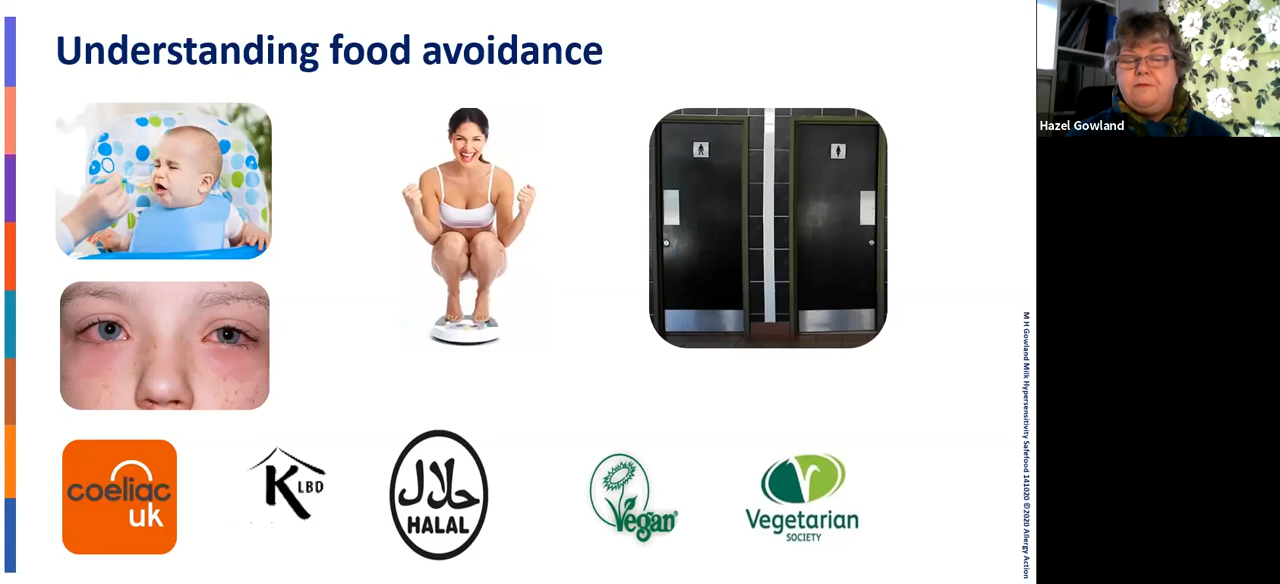 Understanding food avoidance
Hazel Gowland
M H Gowland Milk Hypersensitivity Safefood 141020 ©2020 Allergy Action
coeliac
uk
K LBD
حلال
HALAL
Vegan
Vegetarian
SOCIETY